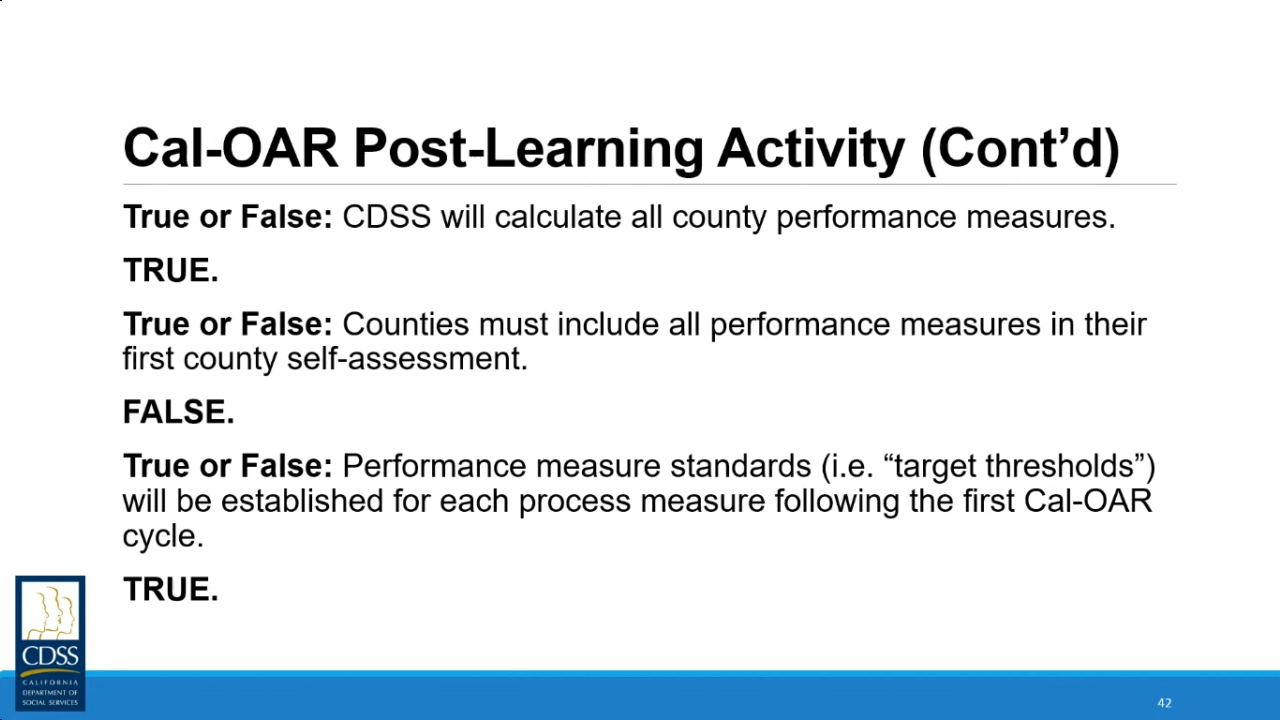 Cal-OAR Post-Learning Activity (Cont’d)
True or False: CDSS will calculate all county performance measures.
TRUE.
True or False: Counties must include all performance measures in their
first county self-assessment.
FALSE.
True or False: Performance measure standards (i.e. “target thresholds”)
will be established for each process measure following the first Cal-OAR
cycle.
TRUE.
CDSS
CALIFORNIA
DEPARTMENT OF
SOCIAL SERVICES
42